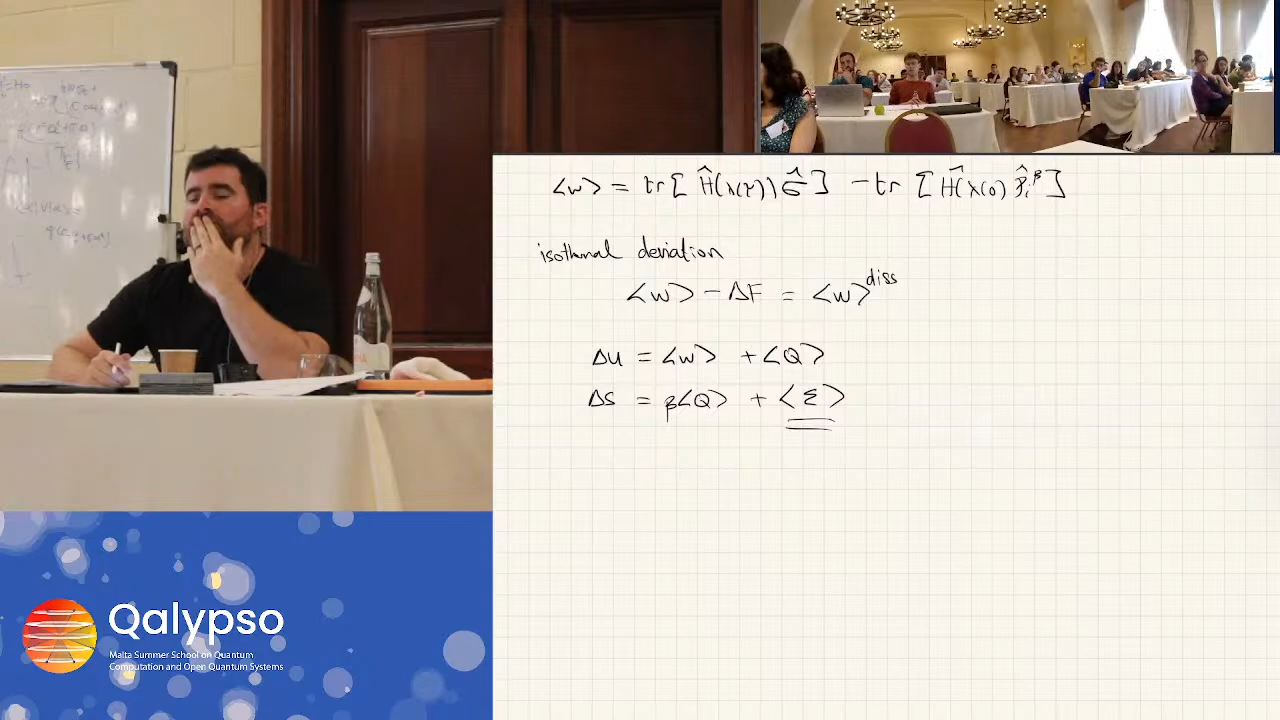 <w> = tr[ Ĥ(λ(τ)) σ̂ ] - tr [ Ĥ(λ(0) ρ̂ᵢᵝ ]
isothermal deviation
<w> - ΔF = <w>ᵈⁱˢˢ
Δu = <w> + <Q>
ΔS = β<Q> + <Σ>
Qalypso
Malta Summer School on Quantum
Computation and Open Quantum Systems